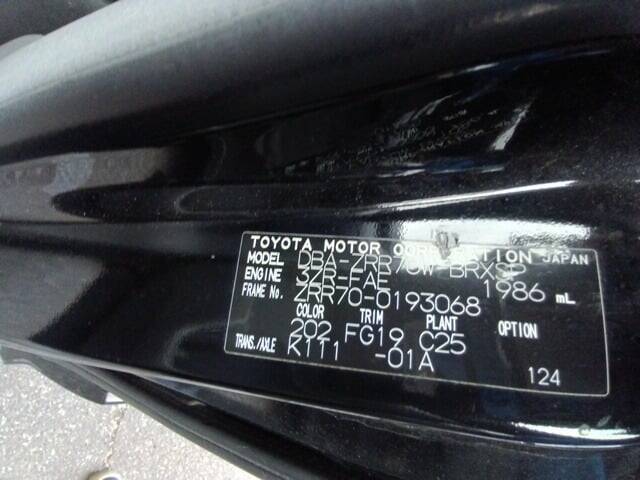 TOYOTA MOTOR CORPORATION JAPAN
MODEL DBA-ZRR70W-BRXSP
ENGINE 3ZR-FAE 1986 mL
FRAME No. ZRR70-0193068
COLOR TRIM PLANT OPTION
202 FG19 C25
TRANS./AXLE K111 -01A
124